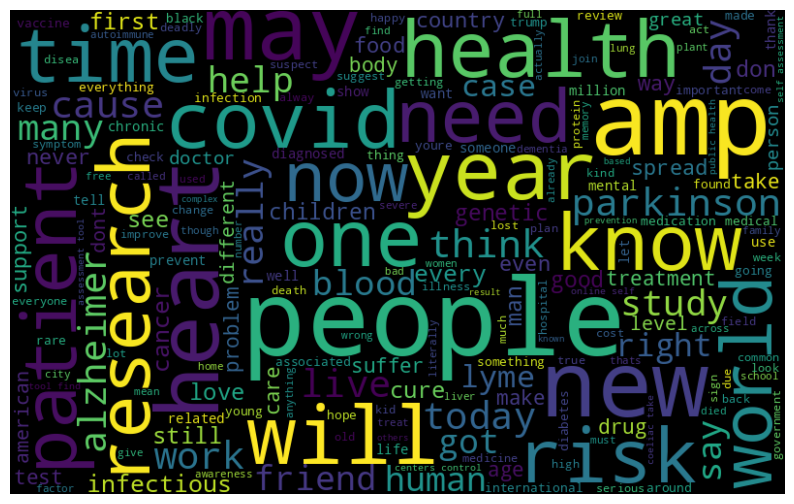 time
may
health
covid
need
amp
year
know
people
one
now
new
will
risk
world
research
heart
patient
first
black
vaccine
autoimmune
deadly
disea
happy
find
country
trump
full
review
great
made
suspect
food
body
lung
act
plant
actually
join
day
don
thank
self assessment
virus
everything
help
suggest
getting
case
way
important
come
keep
cause
infection
alway
show
want
million
protein
memory
public health
person
many
chronic
symptom
never
check
doctor
diagnosed
thing
youre
someone
dementia
already
based
kind
mental
spread
found
take
parkinson
free
called
used
tell
dont
change
complex
see
though
improve
prevent
support
different
number
really
children
severe
well
think
lost
plan
genetic
even
prevention
medication
medical
let
family
use
week
going
good
treatment
study
level
across
field
right
blood
every
women
bad
illness
death
result
online self
man
hospital
cost
much
wrong
known
everyone
alzheimer
assessment tool
rare
city
lot
cancer
problem
home
associated
suffer
literally
something
true
thats
common
look
school
sign
due
government
american
tool find
mean
love
care
anything
live
cure
liver
lyme
make
diabetes
drug
say
died
back
must
related
young
hope
kid
treat
today
got
still
work
give
old
others
life
test
factor
infectious
awareness
friend
centers control
medicine
human
age
international
high
serious
around
coeliac take